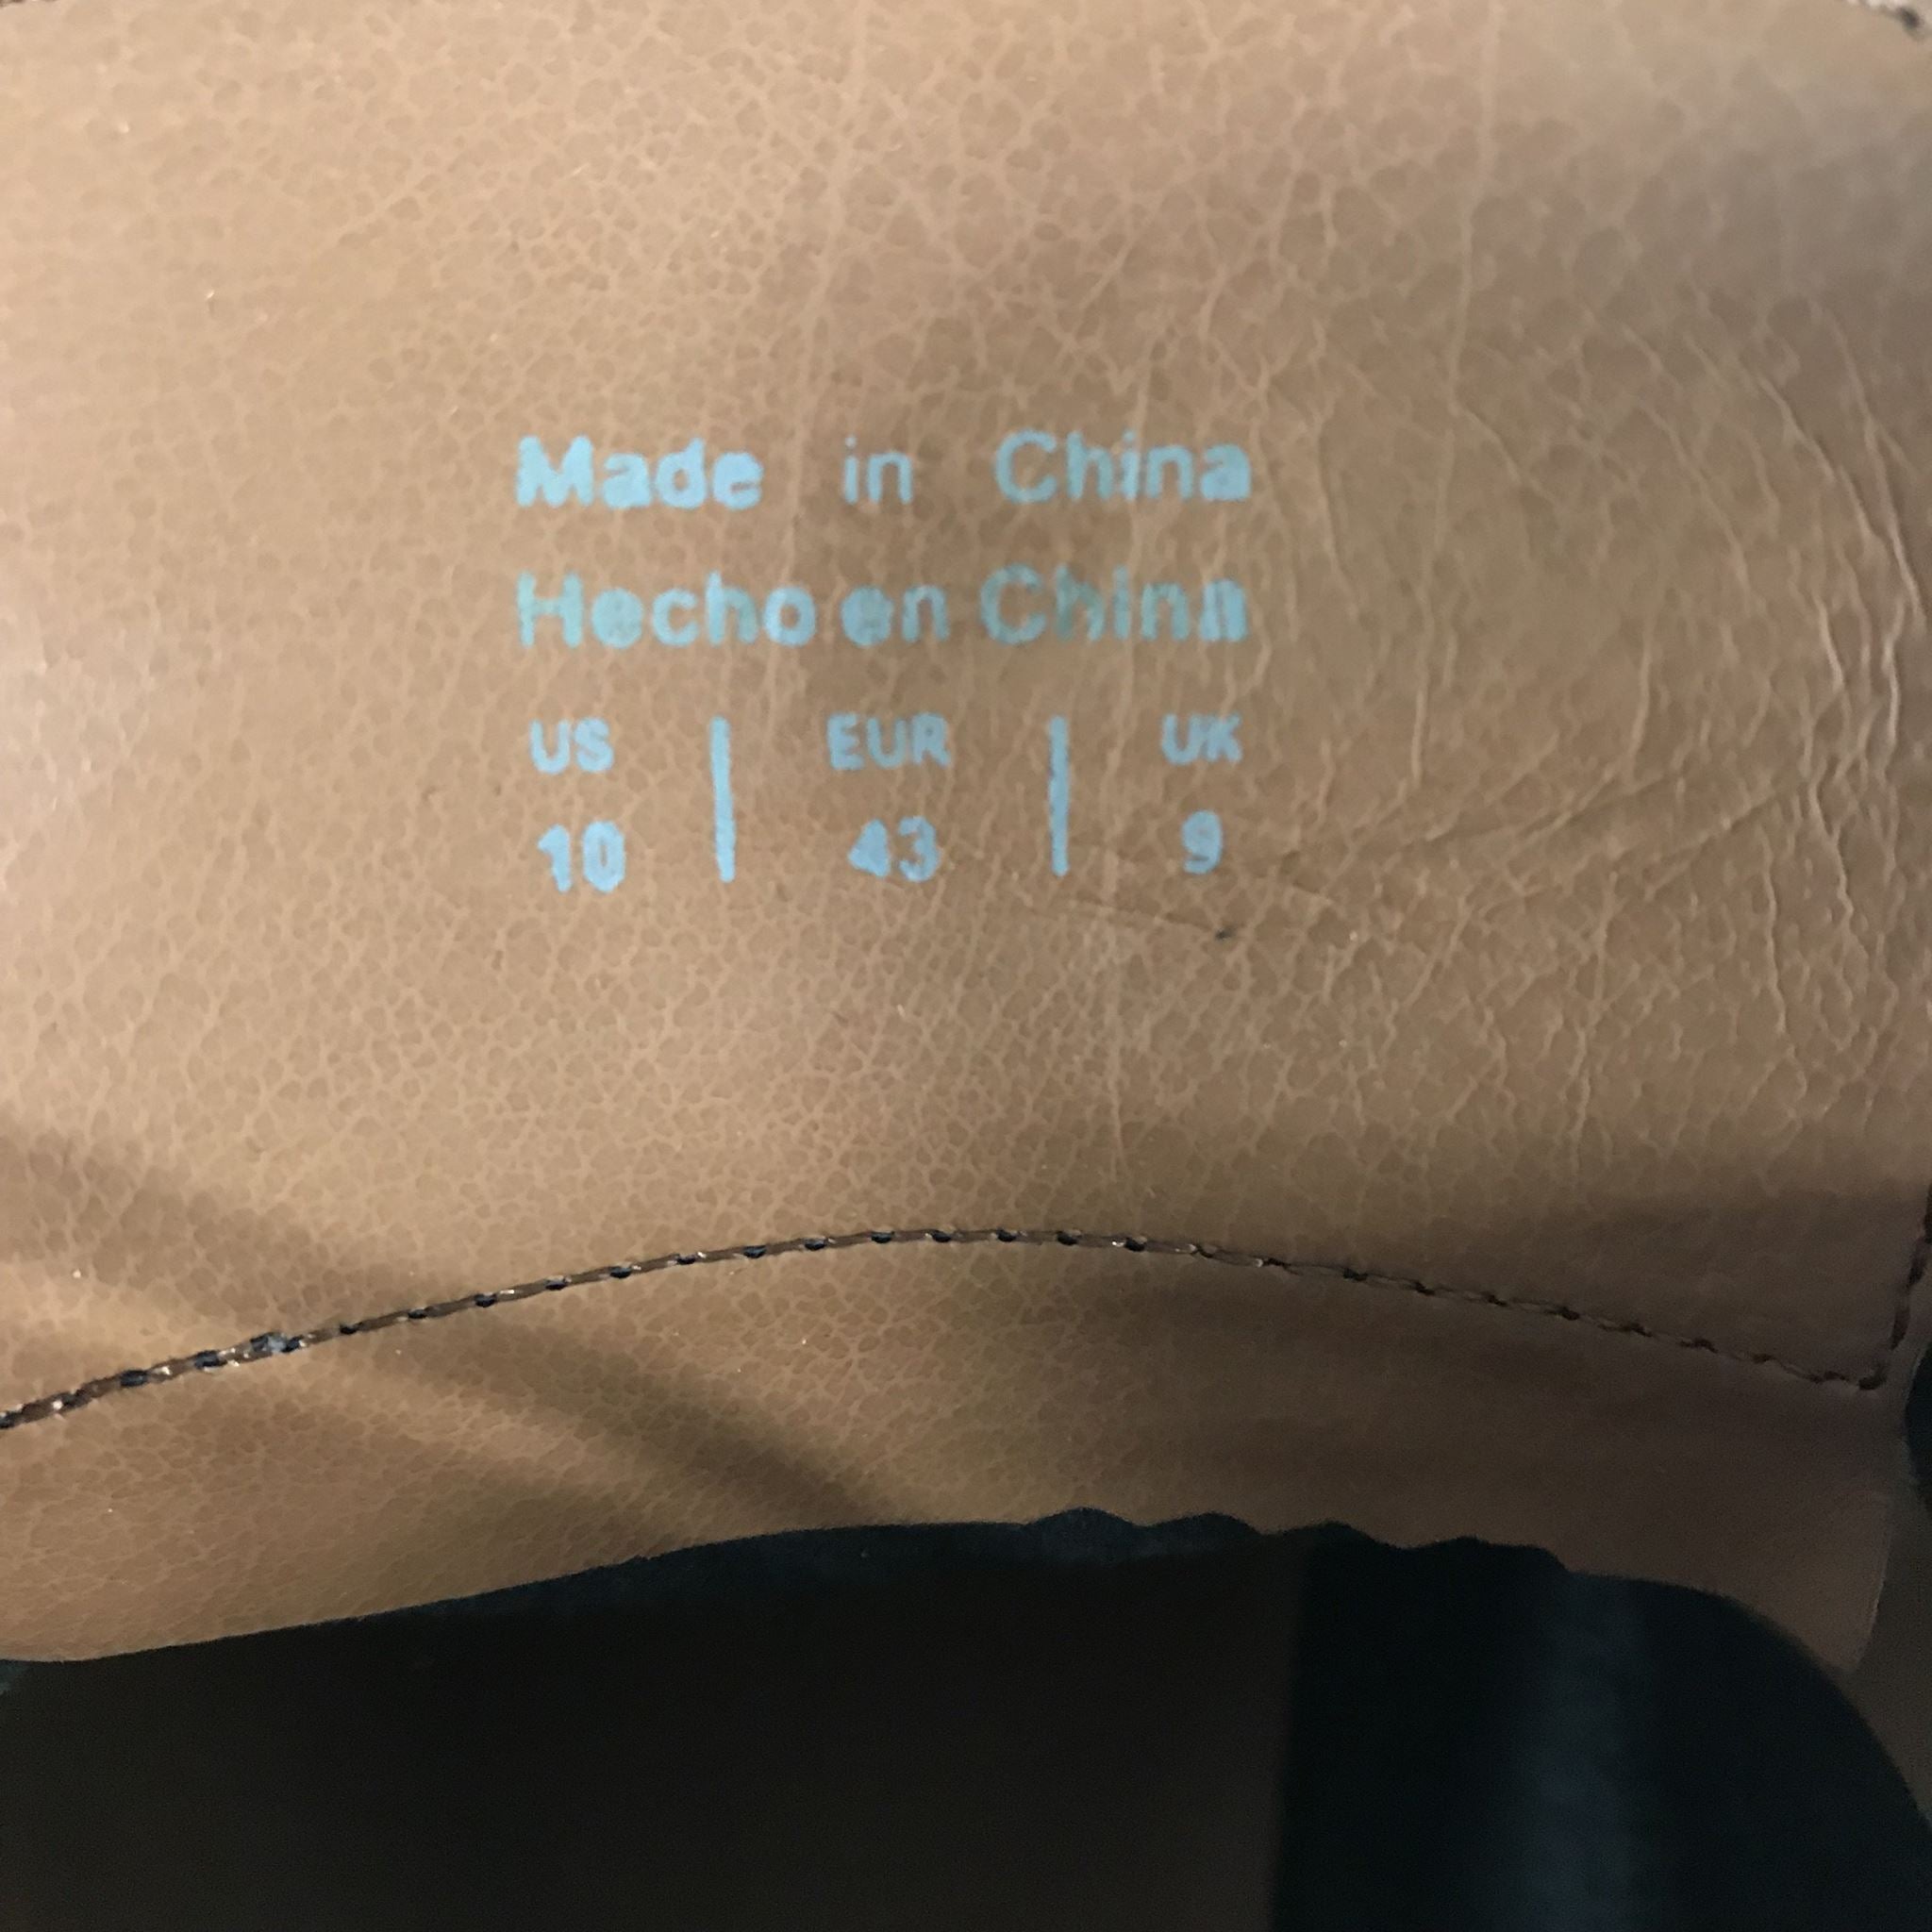 Made in China
Hecho en China
US | EUR | UK
10 | 43 | 9